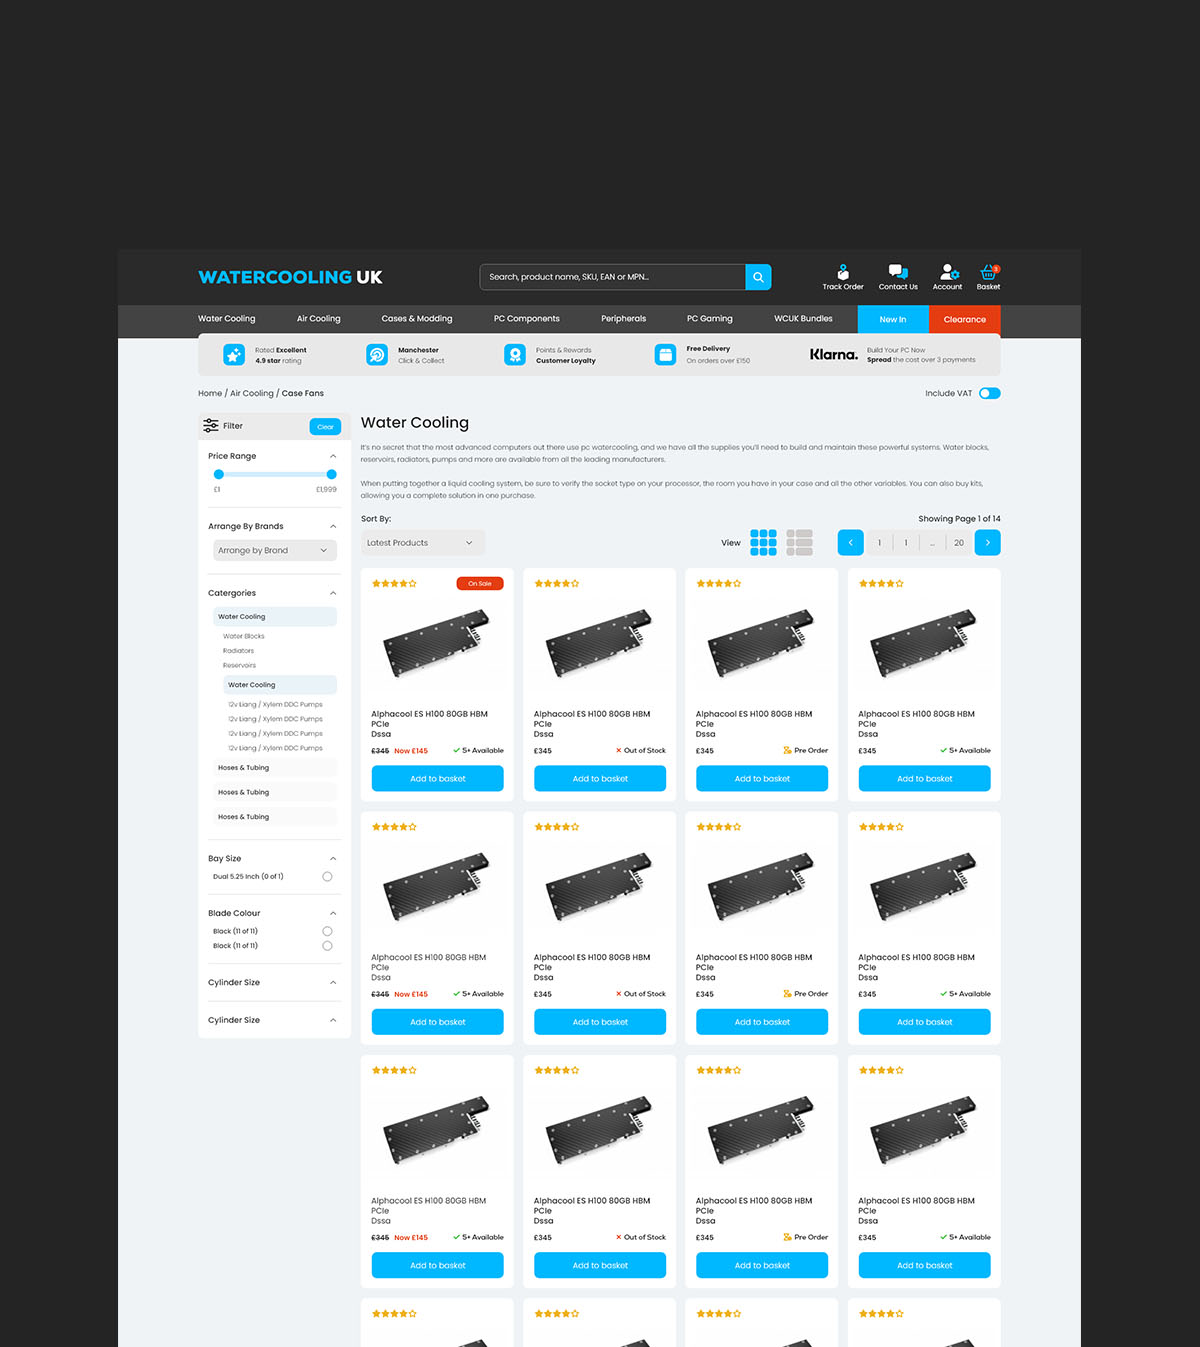 WATERCOOLING UK
Search, product name, SKU, EAN or MPN...
Track Order
Contact Us
Account
3
Basket
Water Cooling
Air Cooling
Cases & Modding
PC Components
Peripherals
PC Gaming
WCUK Bundles
New In
Clearance
Rated Excellent
4.9 star rating
Manchester
Click & Collect
Points & Rewards
Customer Loyalty
Free Delivery
On orders over £150
Klarna.
Build Your PC Now
Spread the cost over 3 payments
Home / Air Cooling / Case Fans
Include VAT
Filter
Clear
Price Range
£1
£1,999
Arrange By Brands
Arrange by Brand
Catergories
Water Cooling
Water Blocks
Radiators
Reservoirs
Water Cooling
12v Liang / Xylem DDC Pumps
12v Liang / Xylem DDC Pumps
12v Liang / Xylem DDC Pumps
12v Liang / Xylem DDC Pumps
Hoses & Tubing
Hoses & Tubing
Hoses & Tubing
Bay Size
Dual 5.25 Inch (0 of 1)
Blade Colour
Black (11 of 11)
Black (11 of 11)
Cylinder Size
Cylinder Size
Water Cooling
It's no secret that the most advanced computers out there use pc watercooling, and we have all the supplies you'll need to build and maintain these powerful systems. Water blocks,
reservoirs, radiators, pumps and more are available from all the leading manufacturers.
When putting together a liquid cooling system, be sure to verify the socket type on your processor, the room you have in your case and all the other variables. You can also buy kits,
allowing you a complete solution in one purchase.
Sort By:
Latest Products
View
Showing Page 1 of 14
1
1
...
20
On Sale
Alphacool ES H100 80GB HBM
PCIe
Dssa
£345 Now £145
5+ Available
Add to basket
Alphacool ES H100 80GB HBM
PCIe
Dssa
£345
Out of Stock
Add to basket
Alphacool ES H100 80GB HBM
PCIe
Dssa
£345
Pre Order
Add to basket
Alphacool ES H100 80GB HBM
PCIe
Dssa
£345
5+ Available
Add to basket
Alphacool ES H100 80GB HBM
PCIe
Dssa
£345 Now £145
5+ Available
Add to basket
Alphacool ES H100 80GB HBM
PCIe
Dssa
£345
Out of Stock
Add to basket
Alphacool ES H100 80GB HBM
PCIe
Dssa
£345
Pre Order
Add to basket
Alphacool ES H100 80GB HBM
PCIe
Dssa
£345
5+ Available
Add to basket
Alphacool ES H100 80GB HBM
PCIe
Dssa
£345 Now £145
5+ Available
Add to basket
Alphacool ES H100 80GB HBM
PCIe
Dssa
£345
Out of Stock
Add to basket
Alphacool ES H100 80GB HBM
PCIe
Dssa
£345
Pre Order
Add to basket
Alphacool ES H100 80GB HBM
PCIe
Dssa
£345
5+ Available
Add to basket